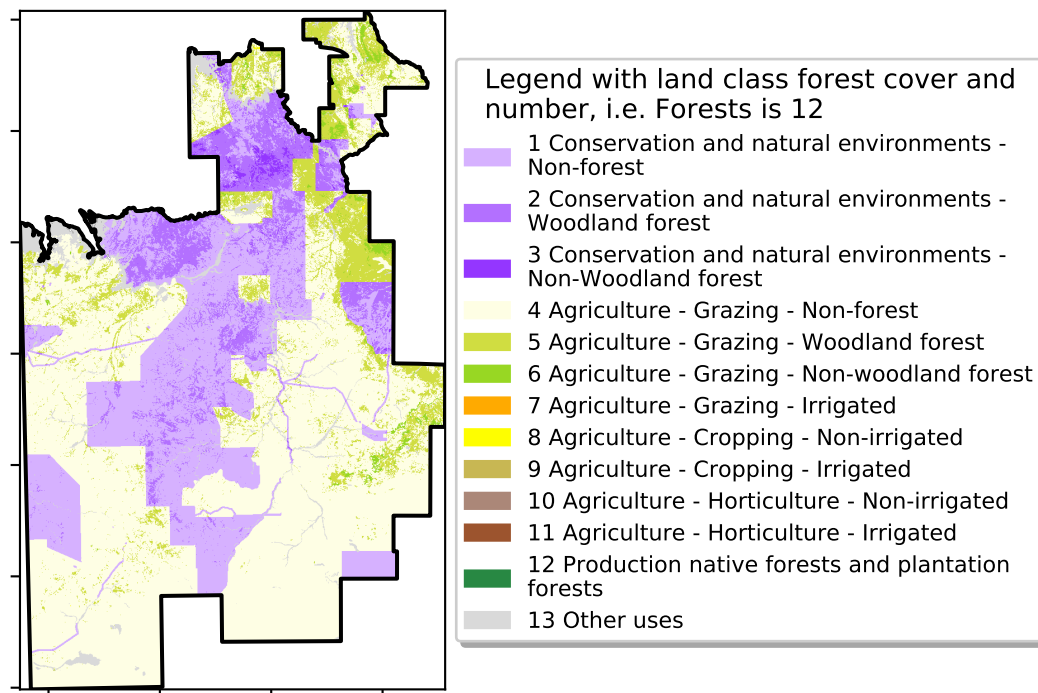 Legend with land class forest cover and
number, i.e. Forests is 12
1 Conservation and natural environments -
Non-forest
2 Conservation and natural environments -
Woodland forest
3 Conservation and natural environments -
Non-Woodland forest
4 Agriculture - Grazing - Non-forest
5 Agriculture - Grazing - Woodland forest
6 Agriculture - Grazing - Non-woodland forest
7 Agriculture - Grazing - Irrigated
8 Agriculture - Cropping - Non-irrigated
9 Agriculture - Cropping - Irrigated
10 Agriculture - Horticulture - Non-irrigated
11 Agriculture - Horticulture - Irrigated
12 Production native forests and plantation
forests
13 Other uses